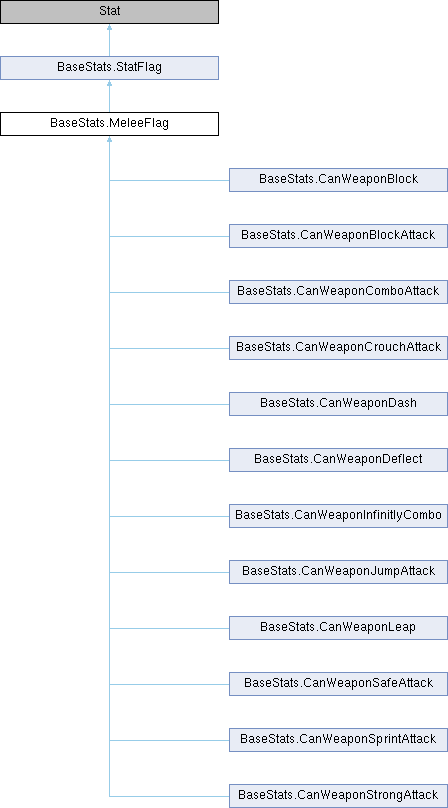 Stat
BaseStats.StatFlag
BaseStats.MeleeFlag
BaseStats.CanWeaponBlock
BaseStats.CanWeaponBlockAttack
BaseStats.CanWeaponComboAttack
BaseStats.CanWeaponCrouchAttack
BaseStats.CanWeaponDash
BaseStats.CanWeaponDeflect
BaseStats.CanWeaponInfinitlyCombo
BaseStats.CanWeaponJumpAttack
BaseStats.CanWeaponLeap
BaseStats.CanWeaponSafeAttack
BaseStats.CanWeaponSprintAttack
BaseStats.CanWeaponStrongAttack